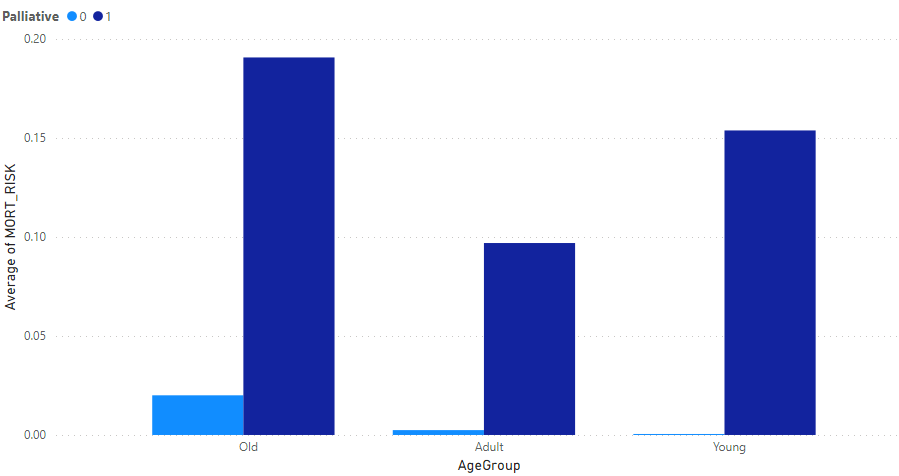 Palliative 0 1
0.20
0.15
0.10
0.05
0.00
Average of MORT_RISK
Old Adult Young
AgeGroup